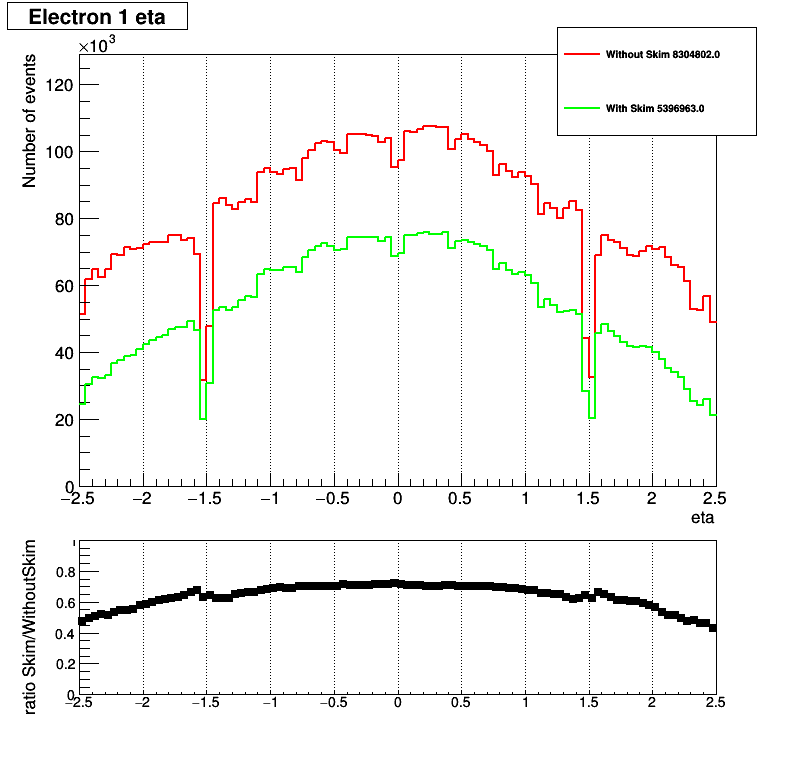 Electron 1 eta
×10³
Number of events
Without Skim 8304802.0
With Skim 5396963.0
120
100
80
60
40
20
0
−2.5 −2 −1.5 −1 −0.5 0 0.5 1 1.5 2 2.5
eta
ratio Skim/WithoutSkim
1
0.8
0.6
0.4
0.2
0
−2.5 −2 −1.5 −1 −0.5 0 0.5 1 1.5 2 2.5